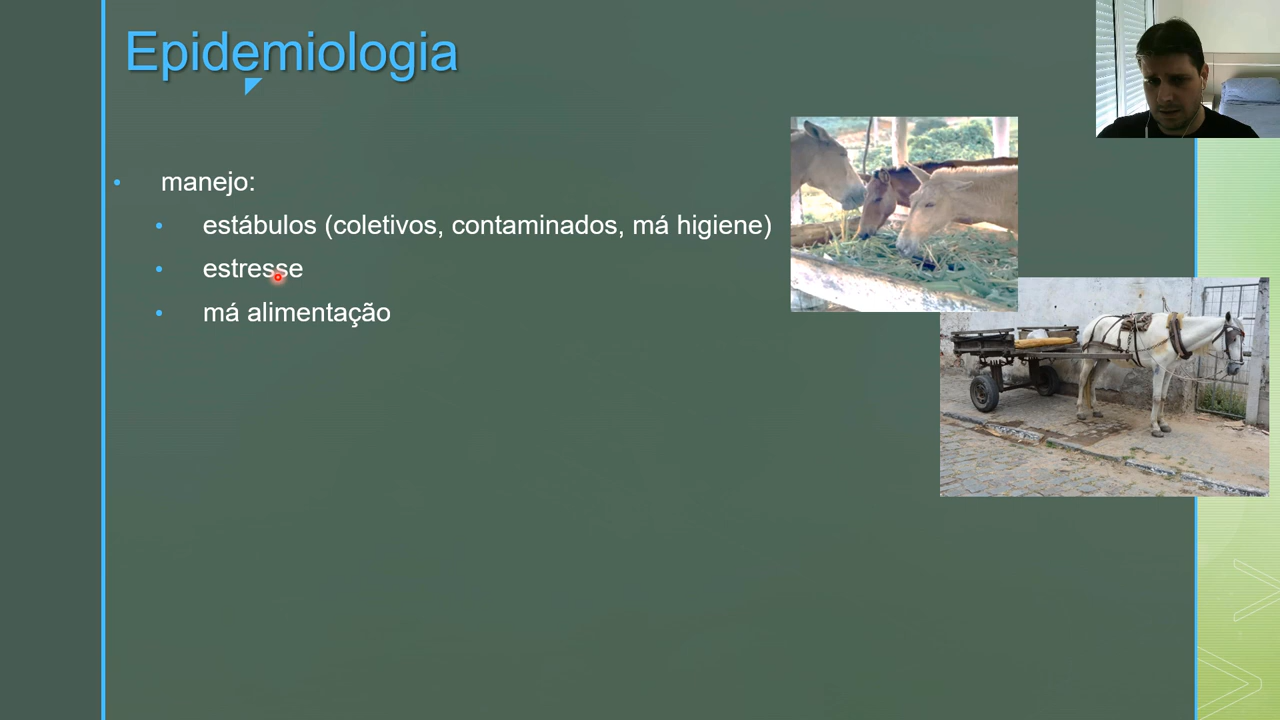 Epidemiologia
manejo:
estábulos (coletivos, contaminados, má higiene)
estresse
má alimentação